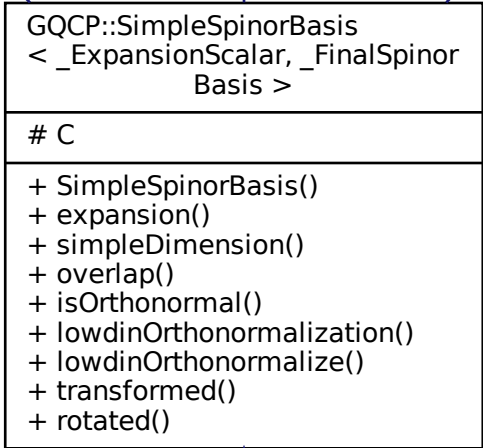 GQCP::SimpleSpinorBasis
< _ExpansionScalar, _FinalSpinor
Basis >
# C
+ SimpleSpinorBasis()
+ expansion()
+ simpleDimension()
+ overlap()
+ isOrthonormal()
+ lowdinOrthonormalization()
+ lowdinOrthonormalize()
+ transformed()
+ rotated()